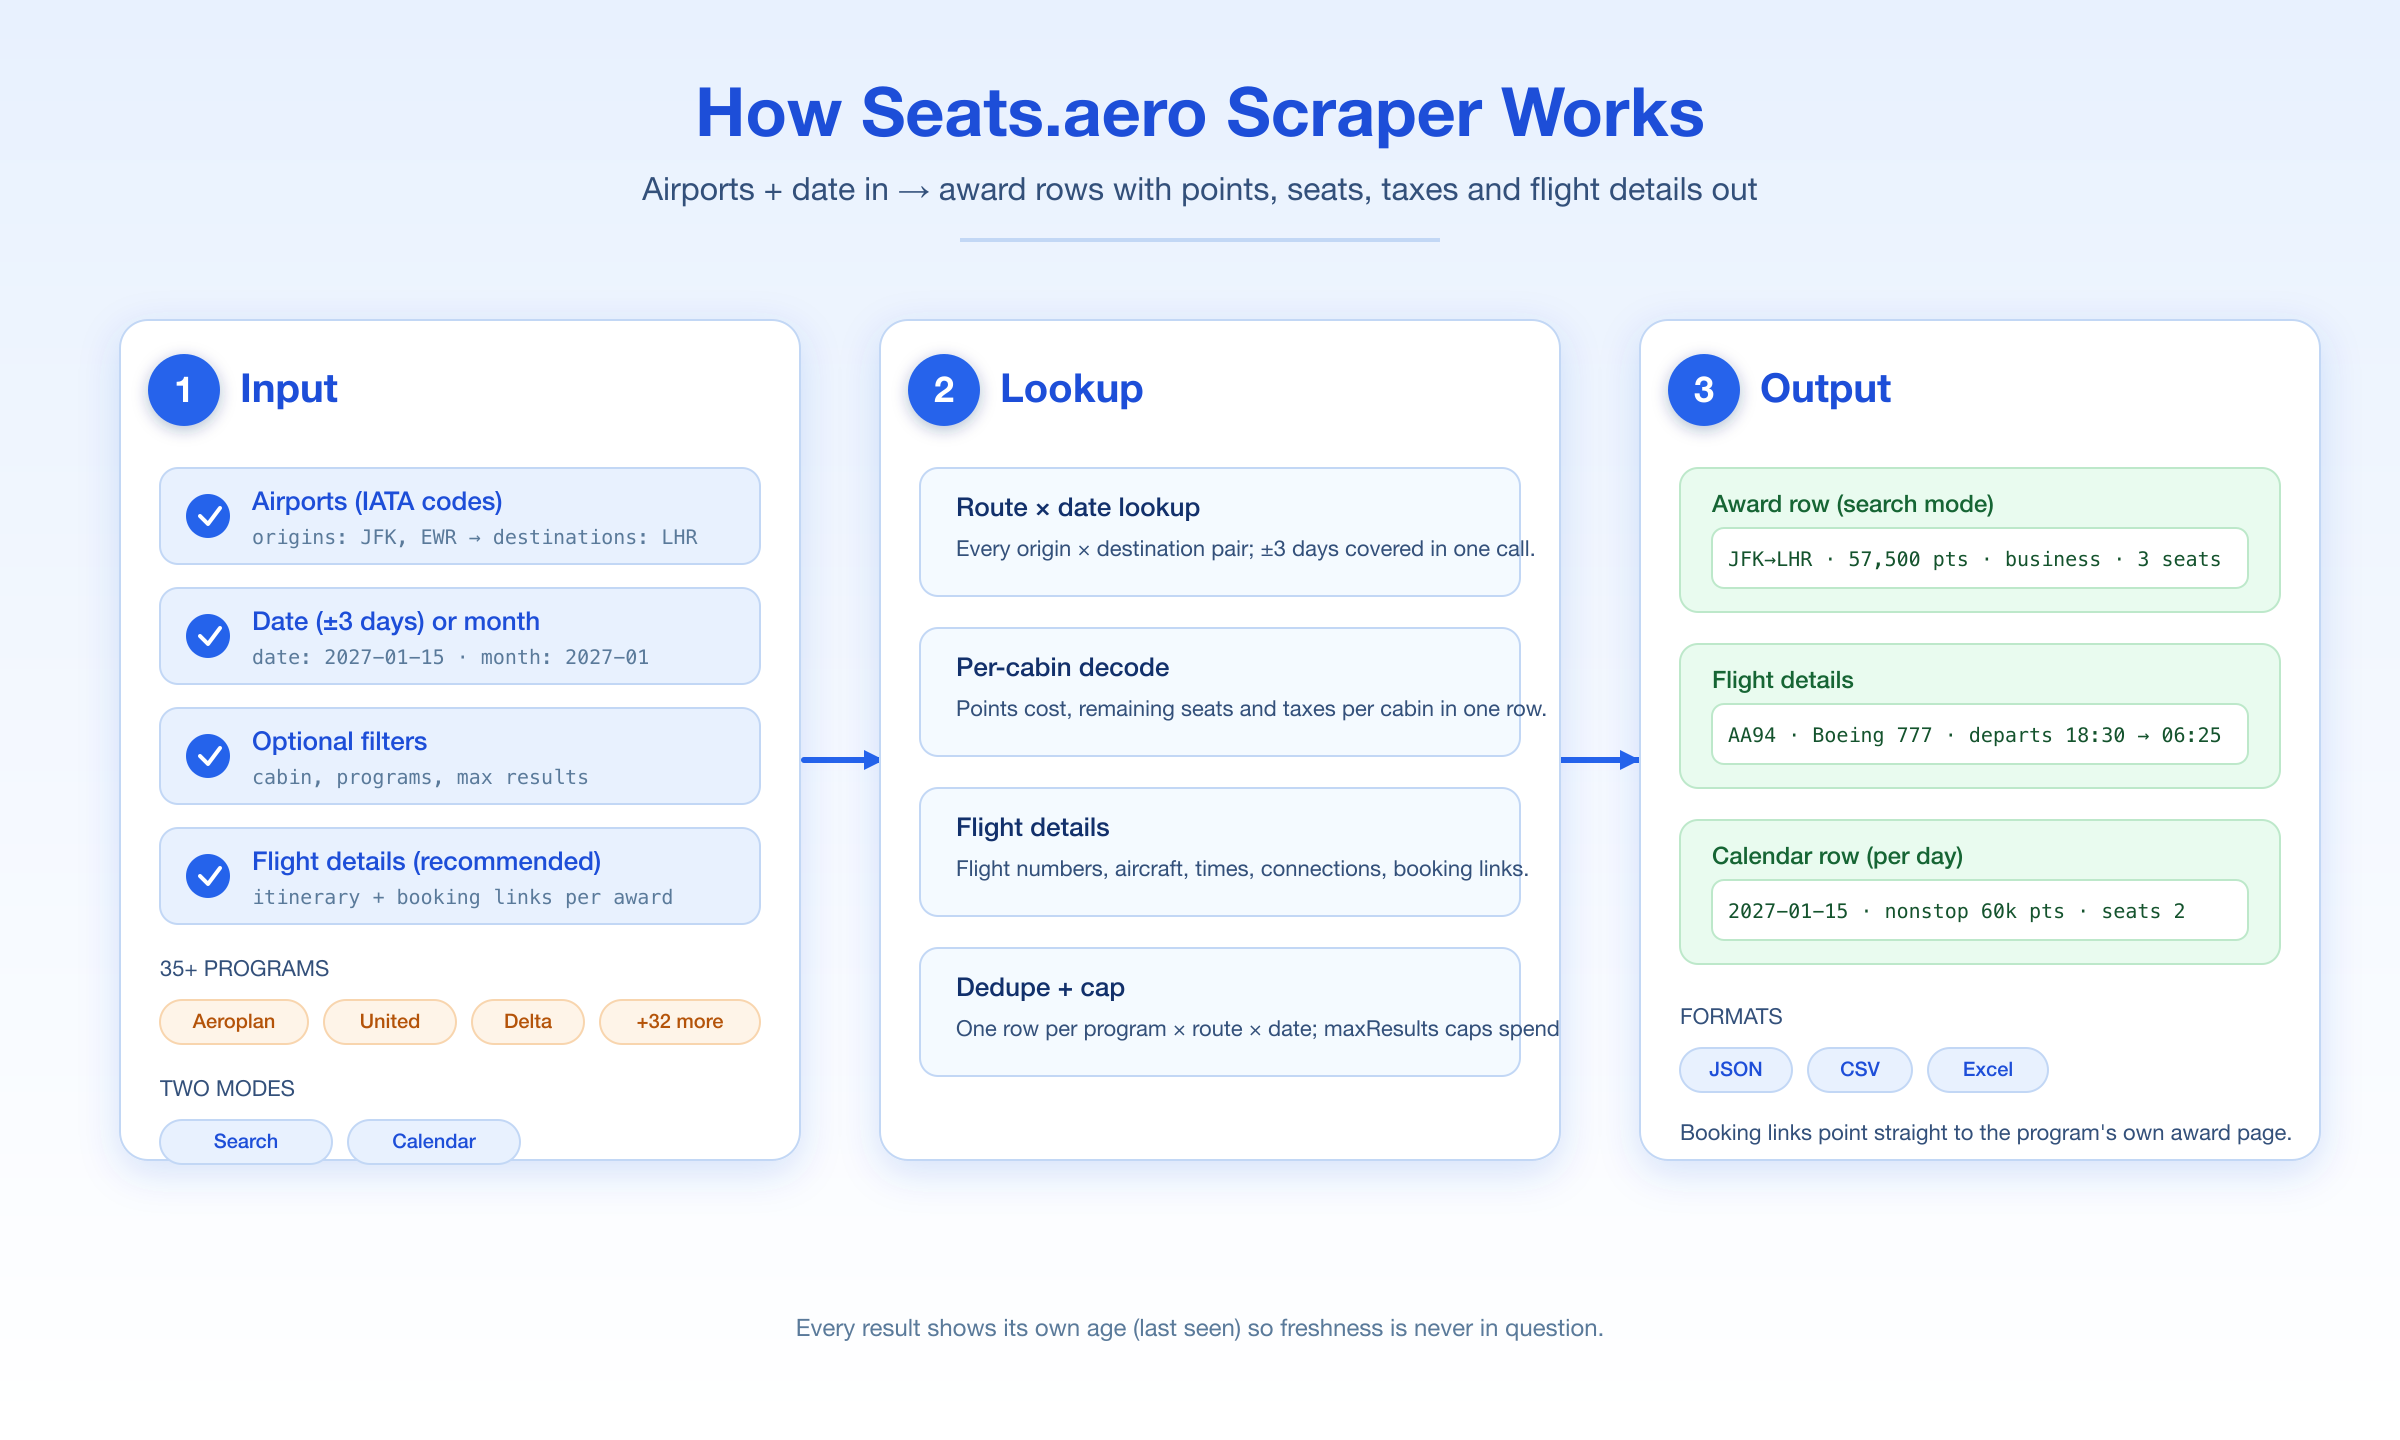 How Seats.aero Scraper Works
Airports + date in → award rows with points, seats, taxes and flight details out
1 Input
Airports (IATA codes)
origins: JFK, EWR → destinations: LHR
Date (±3 days) or month
date: 2027-01-15 · month: 2027-01
Optional filters
cabin, programs, max results
Flight details (recommended)
itinerary + booking links per award
35+ PROGRAMS
Aeroplan United Delta +32 more
TWO MODES
Search Calendar
2 Lookup
Route × date lookup
Every origin × destination pair; ±3 days covered in one call.
Per-cabin decode
Points cost, remaining seats and taxes per cabin in one row.
Flight details
Flight numbers, aircraft, times, connections, booking links.
Dedupe + cap
One row per program × route × date; maxResults caps spend
3 Output
Award row (search mode)
JFK→LHR · 57,500 pts · business · 3 seats
Flight details
AA94 · Boeing 777 · departs 18:30 → 06:25
Calendar row (per day)
2027-01-15 · nonstop 60k pts · seats 2
FORMATS
JSON CSV Excel
Booking links point straight to the program's own award page.
Every result shows its own age (last seen) so freshness is never in question.